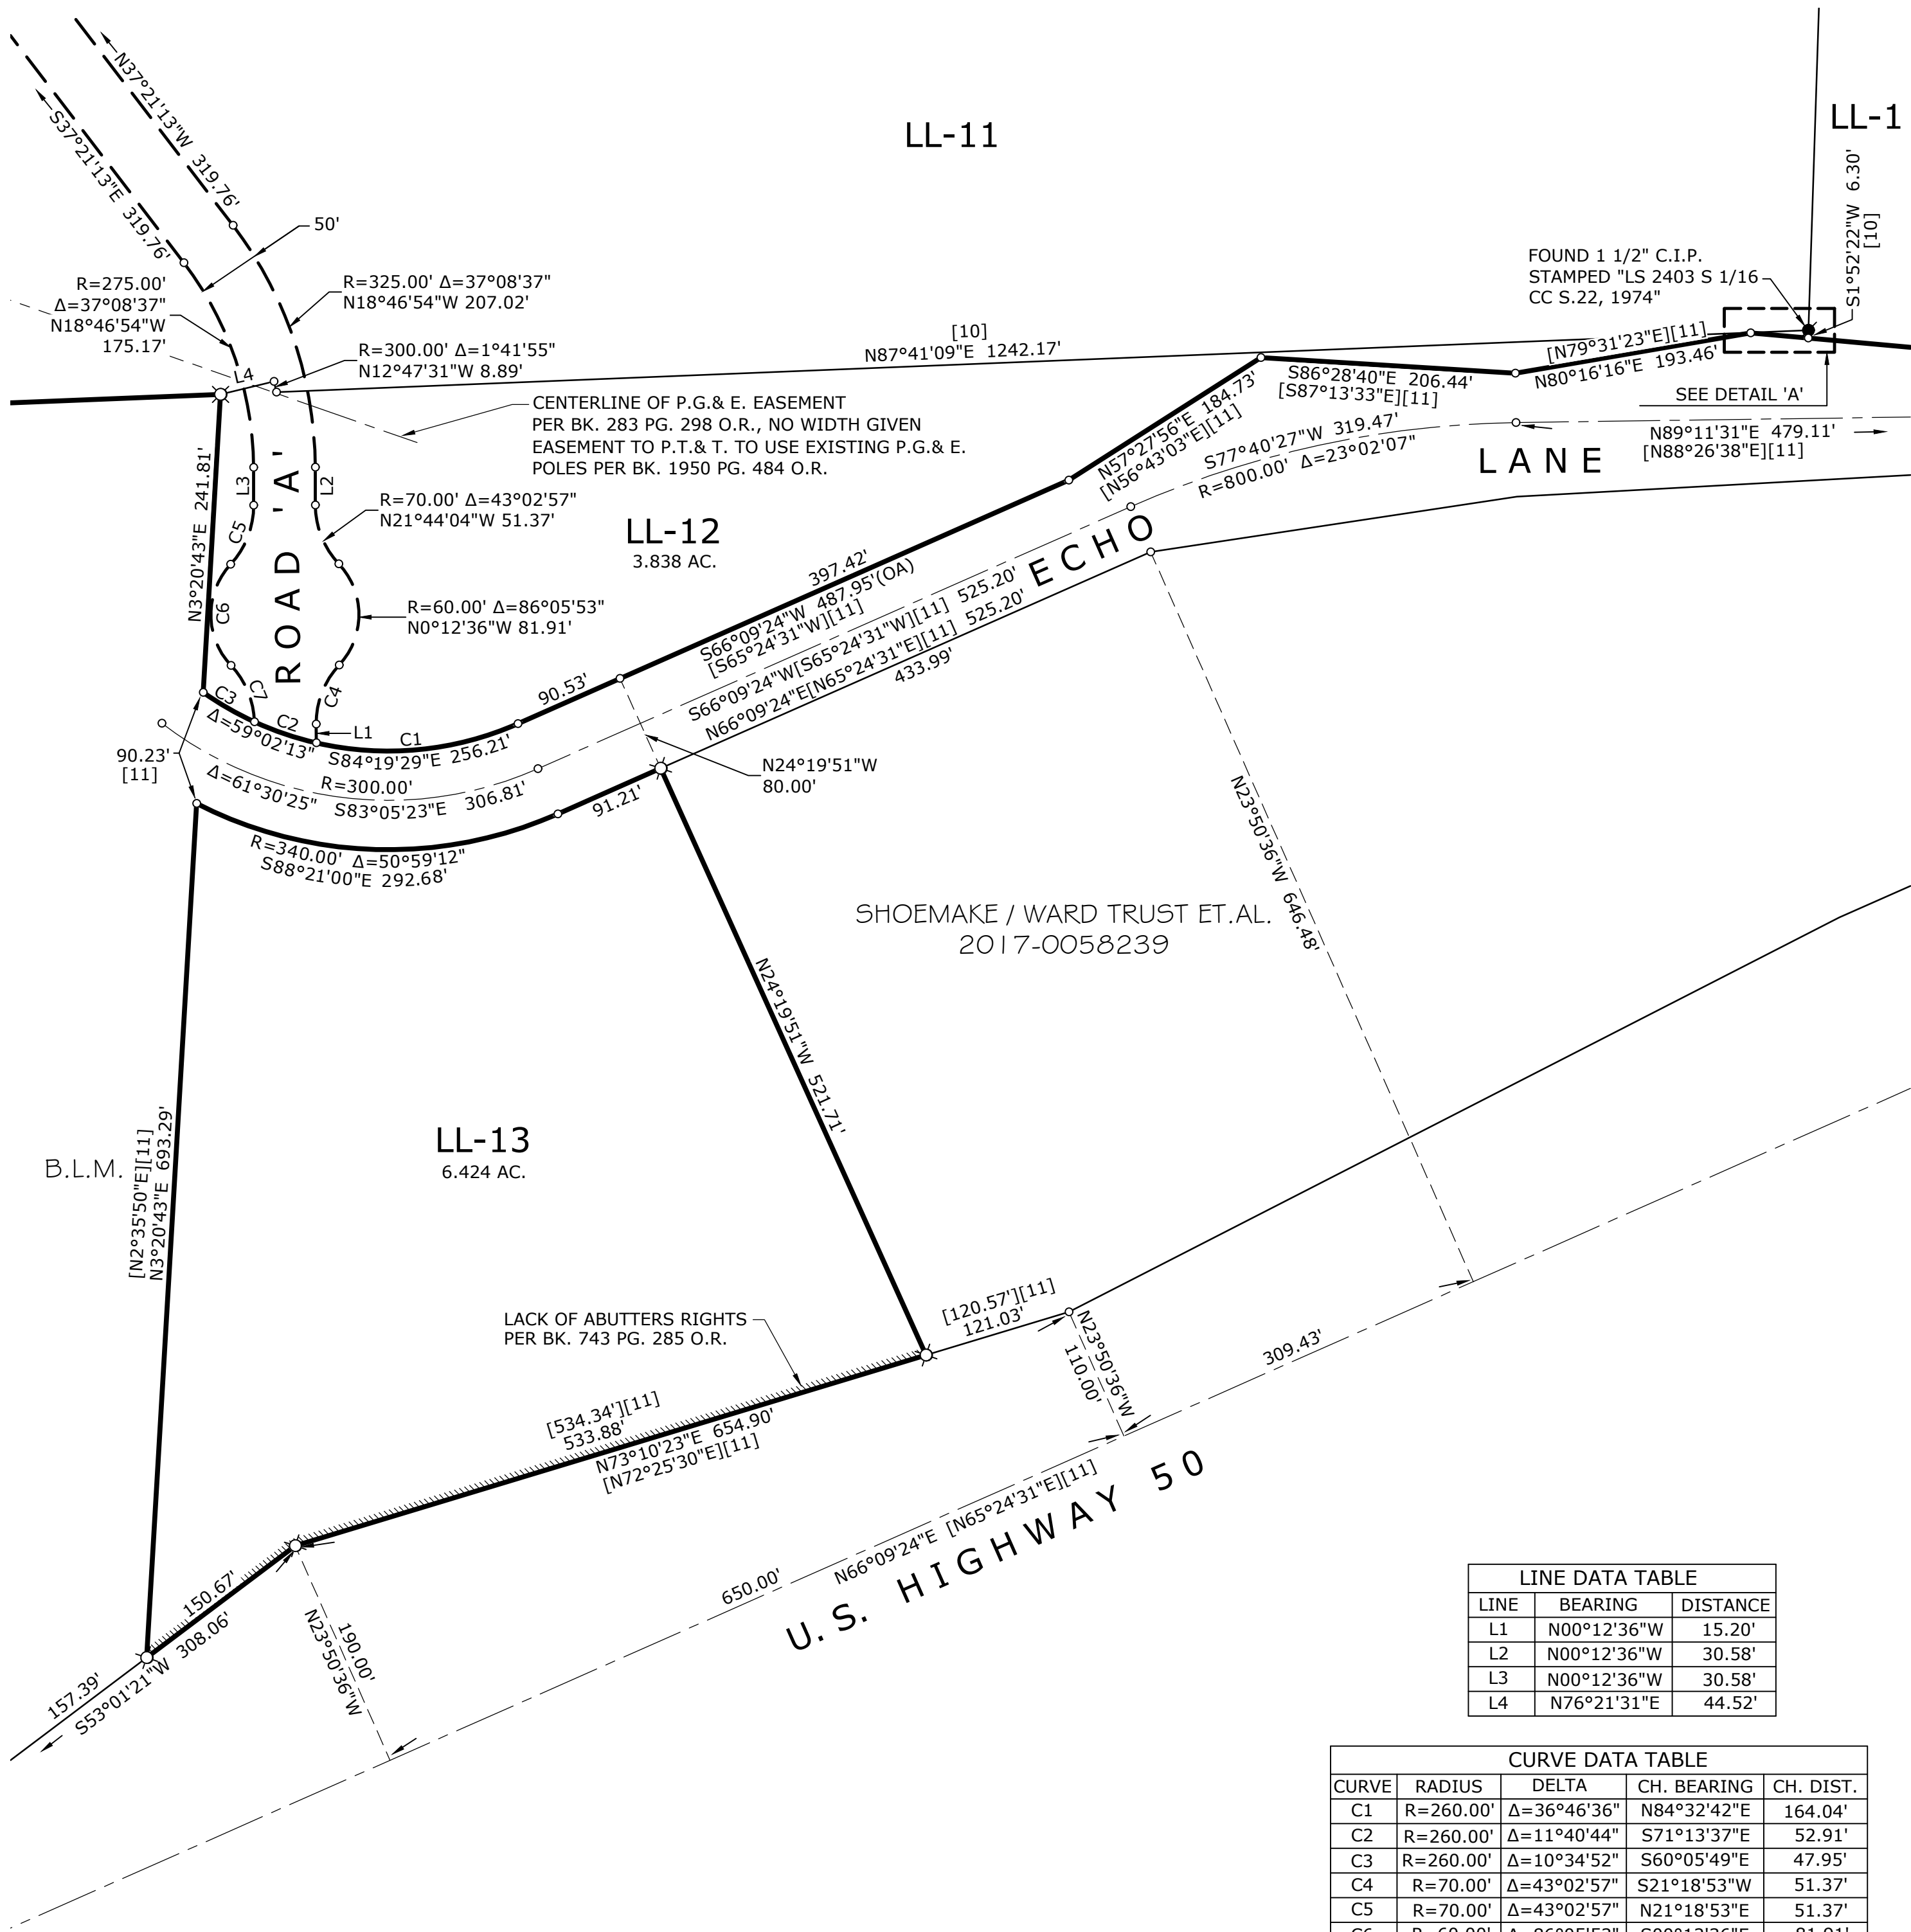 N37°21'13"W 319.76'
S37°21'13"E 319.76'
LL-11
LL-1
50'
R=275.00'
Δ=37°08'37"
N18°46'54"W
175.17'
R=325.00' Δ=37°08'37"
N18°46'54"W 207.02'
R=300.00' Δ=1°41'55"
N12°47'31"W 8.89'
L4
[10]
N87°41'09"E 1242.17'
FOUND 1 1/2" C.I.P.
STAMPED "LS 2403 S 1/16
CC S.22, 1974"
S1°52'22"W 6.30'
[10]
[N79°31'23"E][11]
N80°16'16"E 193.46'
SEE DETAIL 'A'
S86°28'40"E 206.44'
[S87°13'33"E][11]
N57°27'56"E 184.73'
[N56°43'03"E][11]
S77°40'27"W 319.47'
R=800.00' Δ=23°02'07"
N89°11'31"E 479.11'
[N88°26'38"E][11]
ECHO LANE
CENTERLINE OF P.G.& E. EASEMENT
PER BK. 283 PG. 298 O.R., NO WIDTH GIVEN
EASEMENT TO P.T.& T. TO USE EXISTING P.G.& E.
POLES PER BK. 1950 PG. 484 O.R.
N3°20'43"E 241.81'
L3
L2
ROAD 'A'
R=70.00' Δ=43°02'57"
N21°44'04"W 51.37'
C5
LL-12
3.838 AC.
C6
R=60.00' Δ=86°05'53"
N0°12'36"W 81.91'
397.42'
S66°09'24"W 487.95'(OA)
[S65°24'31"W][11]
S66°09'24"W[S65°24'31"W][11] 525.20'
N66°09'24"E[N65°24'31"E][11] 525.20'
433.99'
C3
C7
C4
C2
L1
C1
90.53'
Δ=59°02'13"
S84°19'29"E 256.21'
90.23'
[11]
R=300.00'
Δ=61°30'25" S83°05'23"E 306.81'
N24°19'51"W
80.00'
91.21'
R=340.00' Δ=50°59'12"
S88°21'00"E 292.68'
N23°50'36"W 646.48'
SHOEMAKE / WARD TRUST ET.AL.
2017-0058239
N24°19'51"W 521.71'
B.L.M.
[N2°35'50"E][11]
N3°20'43"E 693.29'
LL-13
6.424 AC.
LACK OF ABUTTERS RIGHTS
PER BK. 743 PG. 285 O.R.
[120.57'][11]
121.03'
N23°50'36"W
110.00'
309.43'
[534.34'][11]
533.88'
N73°10'23"E 654.90'
[N72°25'30"E][11]
N66°09'24"E [N65°24'31"E][11]
650.00'
U.S. HIGHWAY 50
150.67'
S53°01'21"W 308.06'
157.39'
190.00'
N23°50'36"W
LINE DATA TABLE
LINE BEARING DISTANCE
L1 N00°12'36"W 15.20'
L2 N00°12'36"W 30.58'
L3 N00°12'36"W 30.58'
L4 N76°21'31"E 44.52'
CURVE DATA TABLE
CURVE RADIUS DELTA CH. BEARING CH. DIST.
C1 R=260.00' Δ=36°46'36" N84°32'42"E 164.04'
C2 R=260.00' Δ=11°40'44" S71°13'37"E 52.91'
C3 R=260.00' Δ=10°34'52" S60°05'49"E 47.95'
C4 R=70.00' Δ=43°02'57" S21°18'53"W 51.37'
C5 R=70.00' Δ=43°02'57" N21°18'53"E 51.37'